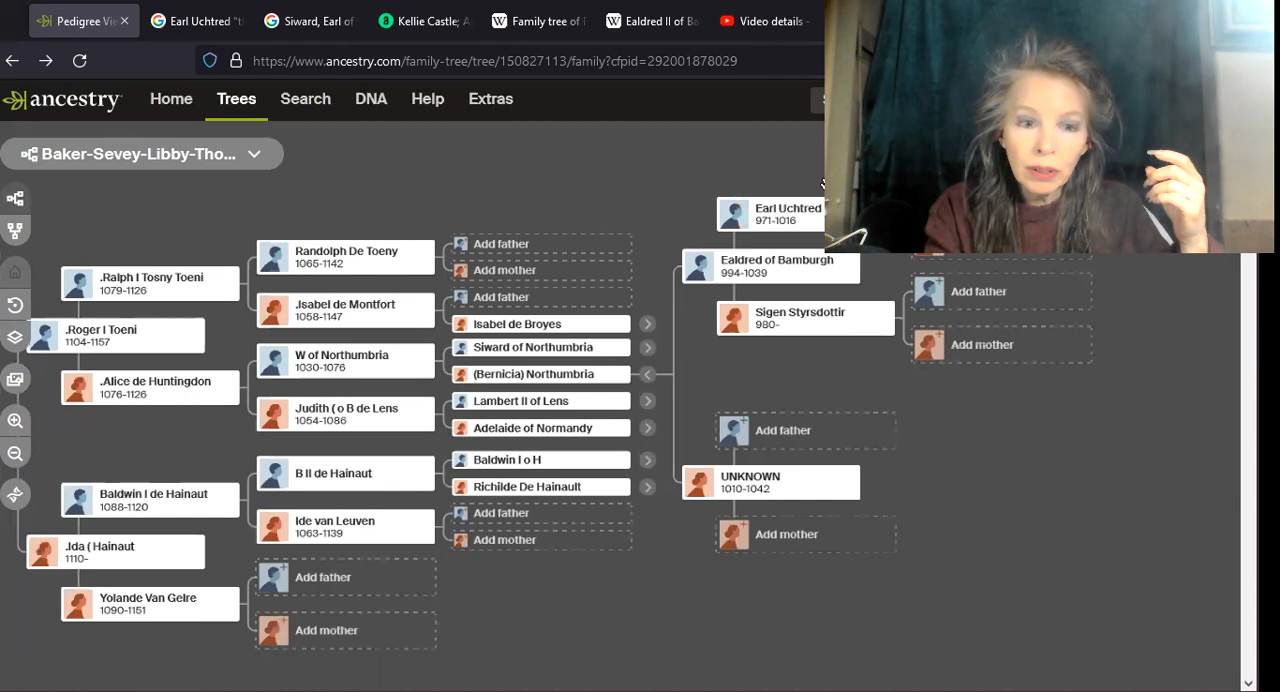 Pedigree Vie
Earl Uchtred "t
Siward, Earl of
Kellie Castle; A
Family tree of
Ealdred II of Ba
Video details -
https://www.ancestry.com/family-tree/tree/150827113/family?cfpid=292001878029
ancestry
Home
Trees
Search
DNA
Help
Extras
Baker-Sevey-Libby-Tho...
.Roger I Toeni
1104-1157
.Ida ( Hainaut
1110-
.Ralph I Tosny Toeni
1079-1126
.Alice de Huntingdon
1076-1126
Baldwin I de Hainaut
1088-1120
Yolande Van Gelre
1090-1151
Randolph De Toeny
1065-1142
.Isabel de Montfort
1058-1147
W of Northumbria
1030-1076
Judith ( o B de Lens
1054-1086
B II de Hainaut
Ide van Leuven
1063-1139
Add father
Add mother
Add father
Add mother
Add father
Isabel de Broyes
Siward of Northumbria
(Bernicia) Northumbria
Lambert II of Lens
Adelaide of Normandy
Baldwin I o H
Richilde De Hainault
Add father
Add mother
Earl Uchtred
971-1016
Ealdred of Bamburgh
994-1039
Sigen Styrsdottir
980-
Add father
UNKNOWN
1010-1042
Add mother
Add father
Add mother